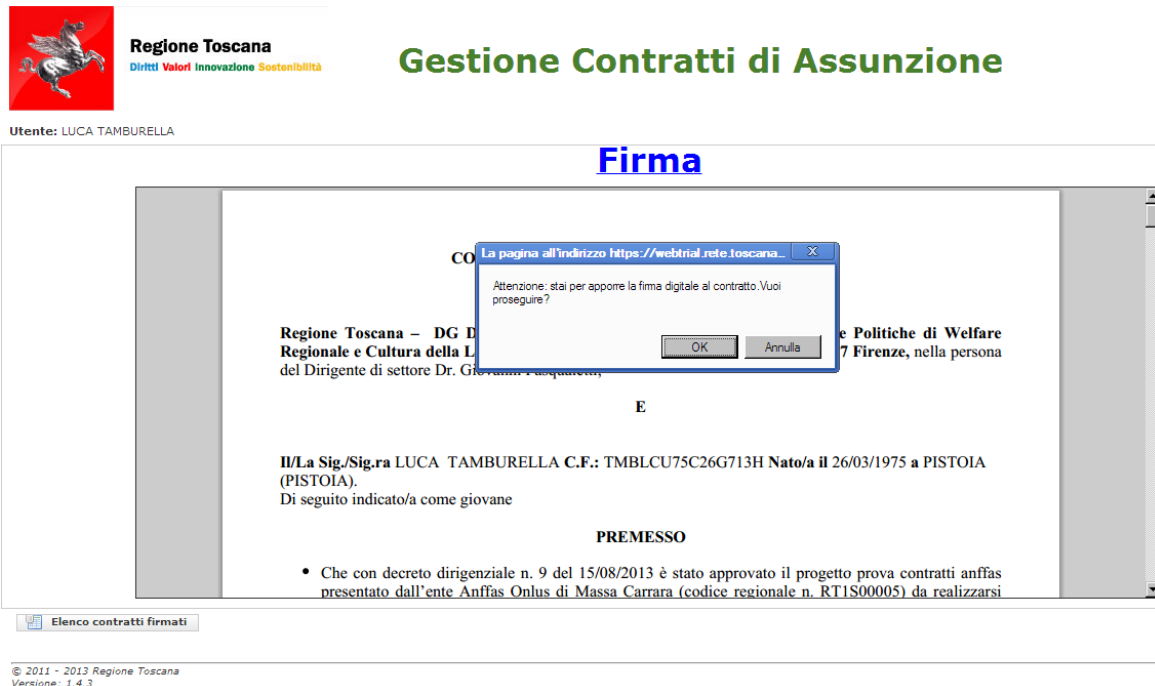 Regione Toscana
Diritti Valori Innovazione Sostenibilità
Gestione Contratti di Assunzione
Utente: LUCA TAMBURELLA
Firma
CO
La pagina all'indirizzo https://webtrial.rete.toscana...
Attenzione: stai per apporre la firma digitale al contratto.Vuoi
proseguire?
OK Annulla
Regione Toscana – DG D e Politiche di Welfare
Regionale e Cultura della L 7 Firenze, nella persona
del Dirigente di settore Dr. Giovanni Pasqualetti,
E
Il/La Sig./Sig.ra LUCA TAMBURELLA C.F.: TMBLCU75C26G713H Nato/a il 26/03/1975 a PISTOIA
(PISTOIA).
Di seguito indicato/a come giovane
PREMESSO
• Che con decreto dirigenziale n. 9 del 15/08/2013 è stato approvato il progetto prova contratti anffas
presentato dall'ente Anffas Onlus di Massa Carrara (codice regionale n. RT1S00005) da realizzarsi
Elenco contratti firmati
© 2011 - 2013 Regione Toscana
Versione: 1.4.3